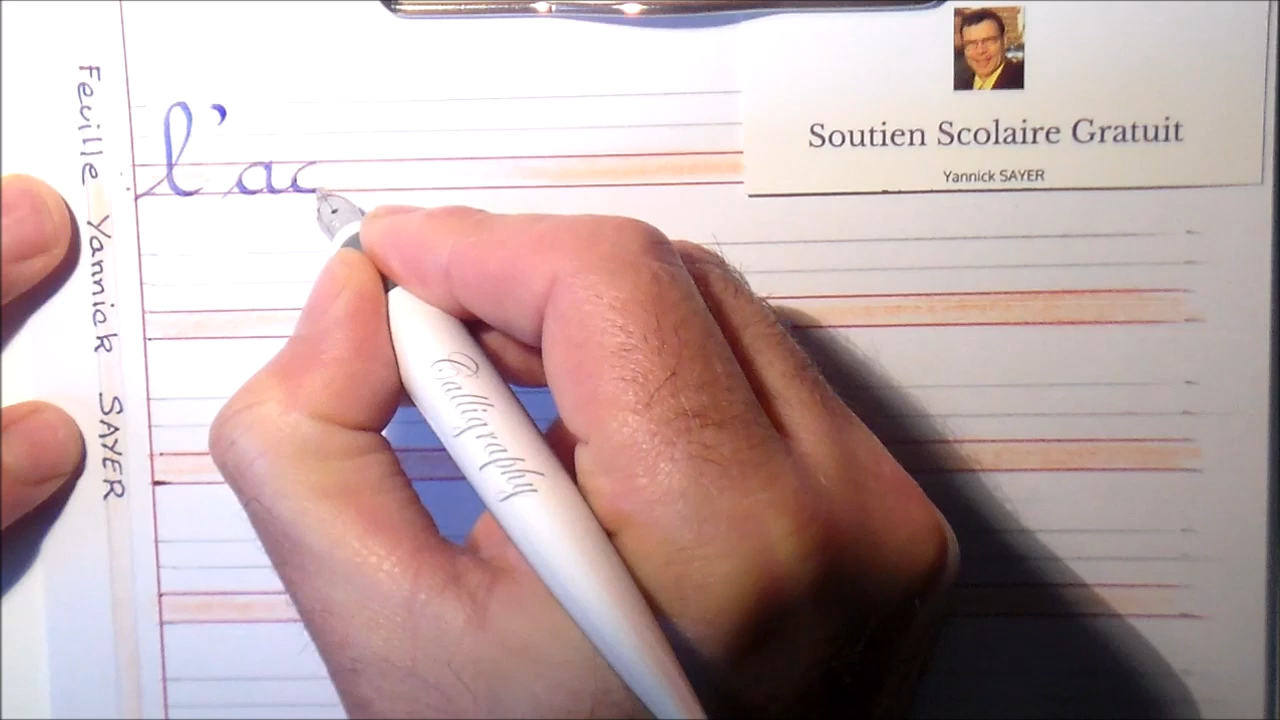 Soutien Scolaire Gratuit
Yannick SAYER
l'ac
Feuille Yannick SAYER
Calligraphy